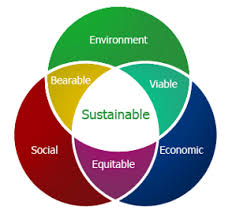 Environment
Bearable
Viable
Sustainable
Social
Economic
Equitable